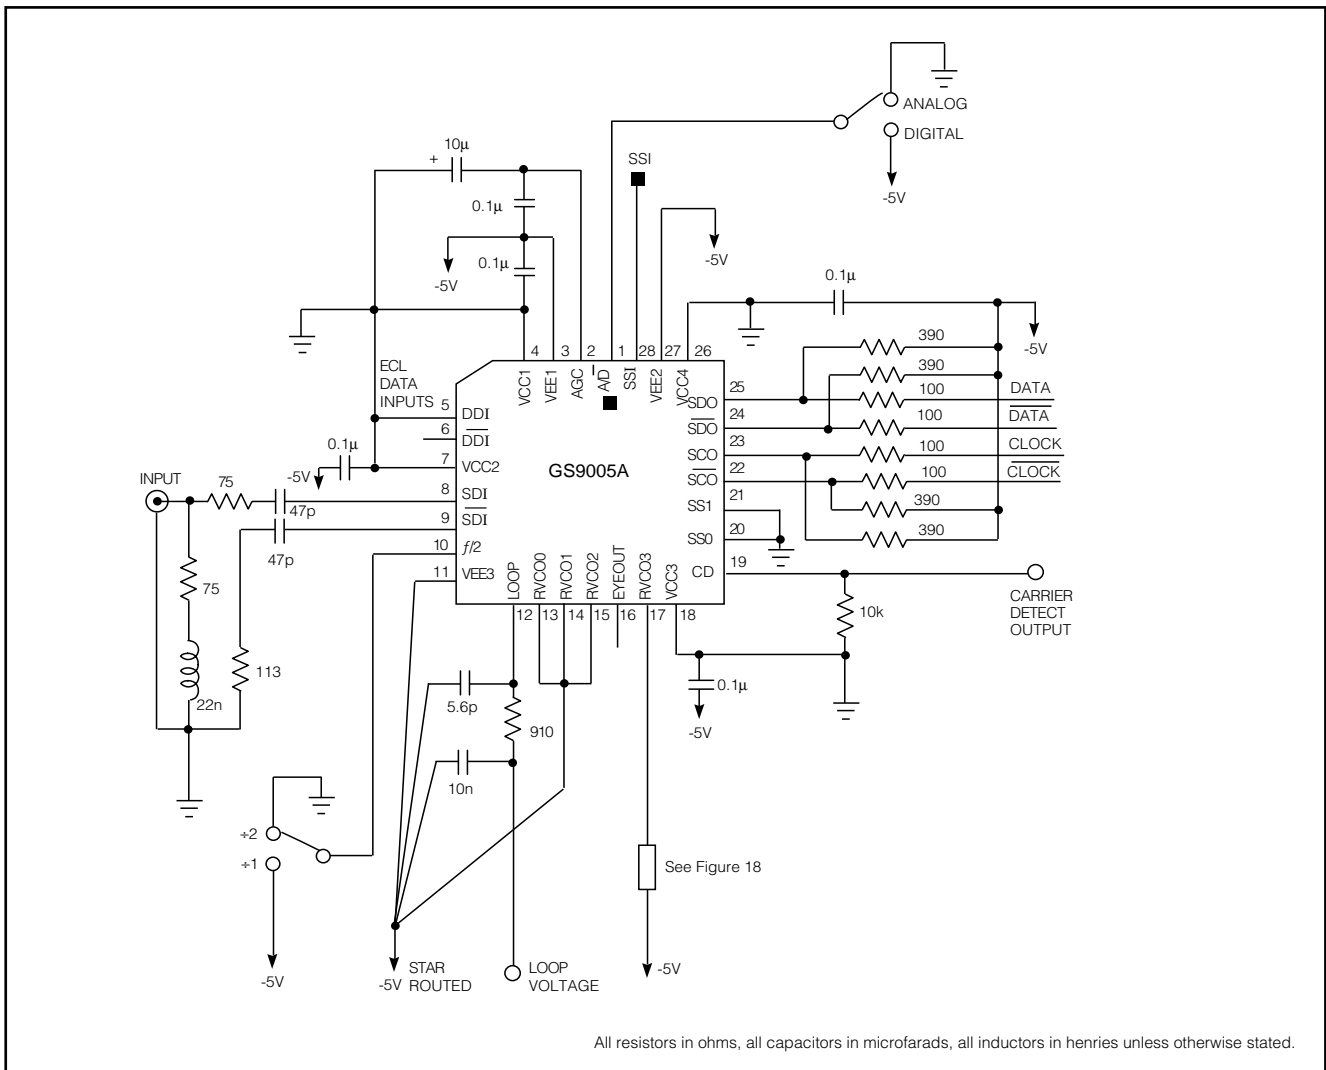 ANALOG
DIGITAL
-5V
10µ
+
SSI
0.1µ
-5V
0.1µ
-5V
0.1µ
-5V
4 3 2 1 28 27 26
VCC1 VEE1 AGC A/D SSI VEE2 VCC4
ECL
DATA
INPUTS
390
390
100 DATA
100 DATA
100 CLOCK
100 CLOCK
390
390
5 DDI
6 DDI
7 VCC2
8 SDI
9 SDI
10 ƒ/2
11 VEE3
GS9005A
25 SDO
24 SDO
23 SCO
22 SCO
21 SS1
20 SS0
19 CD
0.1µ
-5V
INPUT
75
47p
47p
75
113
22n
LOOP RVCO0 RVCO1 RVCO2 EYEOUT RVCO3 VCC3
12 13 14 15 16 17 18
10k
CARRIER
DETECT
OUTPUT
5.6p
910
10n
0.1µ
-5V
÷2
÷1
-5V
See Figure 18
-5V
-5V
STAR
ROUTED
LOOP
VOLTAGE
All resistors in ohms, all capacitors in microfarads, all inductors in henries unless otherwise stated.